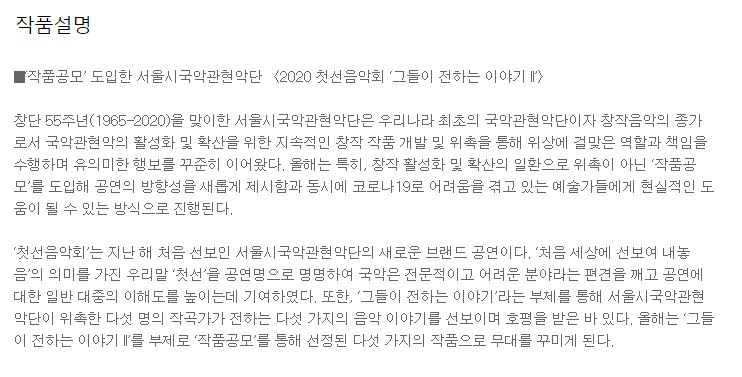 작품설명
■'작품공모' 도입한 서울시국악관현악단 〈2020 첫선음악회 '그들이 전하는 이야기 Ⅱ'〉
창단 55주년(1965-2020)을 맞이한 서울시국악관현악단은 우리나라 최초의 국악관현악단이자 창작음악의 종가
로서 국악관현악의 활성화 및 확산을 위한 지속적인 창작 작품 개발 및 위촉을 통해 위상에 걸맞은 역할과 책임을
수행하며 유의미한 행보를 꾸준히 이어왔다. 올해는 특히, 창작 활성화 및 확산의 일환으로 위촉이 아닌 '작품공
모'를 도입해 공연의 방향성을 새롭게 제시함과 동시에 코로나19로 어려움을 겪고 있는 예술가들에게 현실적인 도
움이 될 수 있는 방식으로 진행된다.
'첫선음악회'는 지난 해 처음 선보인 서울시국악관현악단의 새로운 브랜드 공연이다. '처음 세상에 선보여 내놓
음'의 의미를 가진 우리말 '첫선'을 공연명으로 명명하여 국악은 전문적이고 어려운 분야라는 편견을 깨고 공연에
대한 일반 대중의 이해도를 높이는데 기여하였다. 또한, '그들이 전하는 이야기'라는 부제를 통해 서울시국악관현
악단이 위촉한 다섯 명의 작곡가가 전하는 다섯 가지의 음악 이야기를 선보이며 호평을 받은 바 있다. 올해는 '그들
이 전하는 이야기 Ⅱ'를 부제로 '작품공모'를 통해 선정된 다섯 가지의 작품으로 무대를 꾸미게 된다.